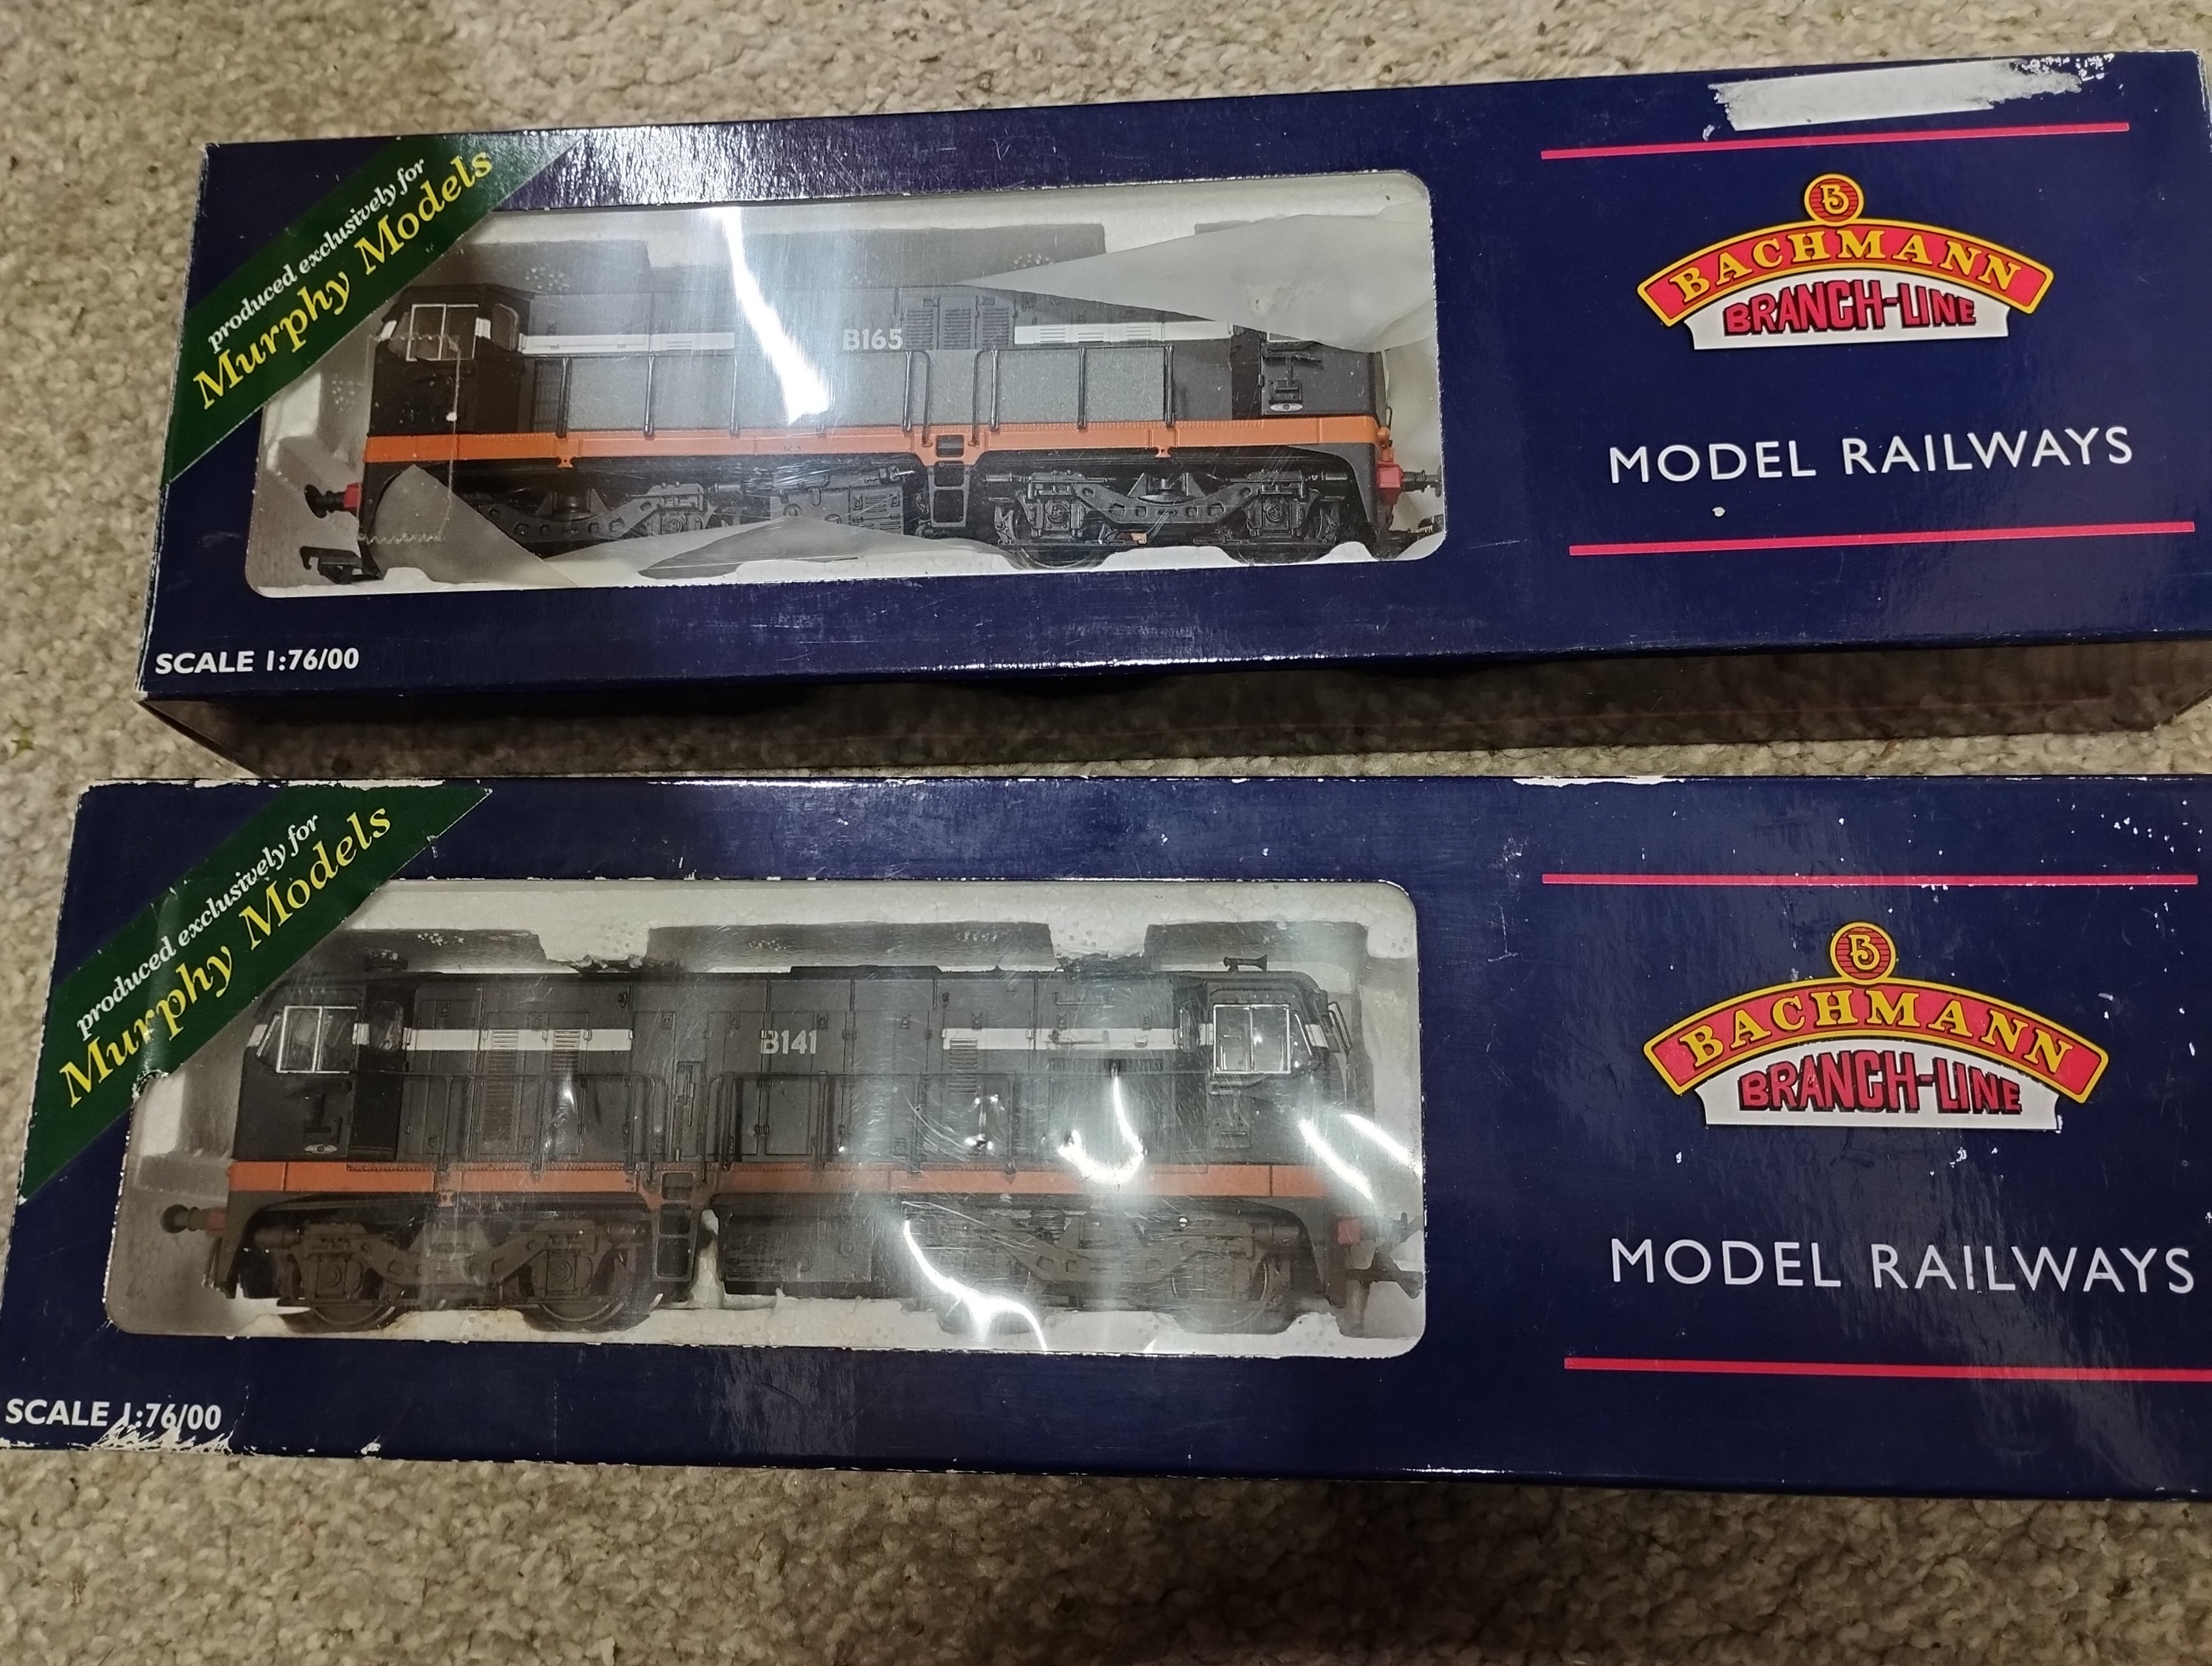 produced exclusively for
Murphy Models
B165
B
BACHMANN
BRANCH-LINE
MODEL RAILWAYS
SCALE 1:76/00
produced exclusively for
Murphy Models
B141
B
BACHMANN
BRANCH-LINE
MODEL RAILWAYS
SCALE 1:76/00